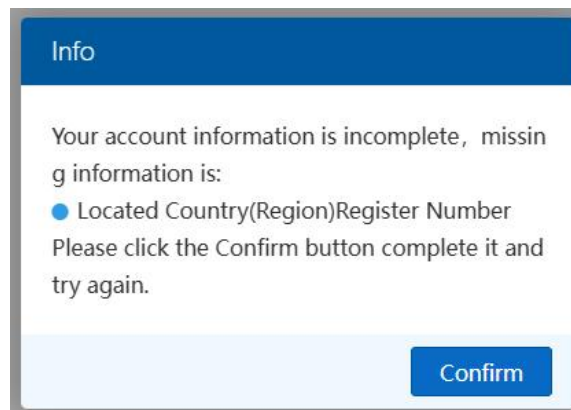 Info
Your account information is incomplete，missin
g information is:
Located Country(Region)Register Number
Please click the Confirm button complete it and
try again.
Confirm